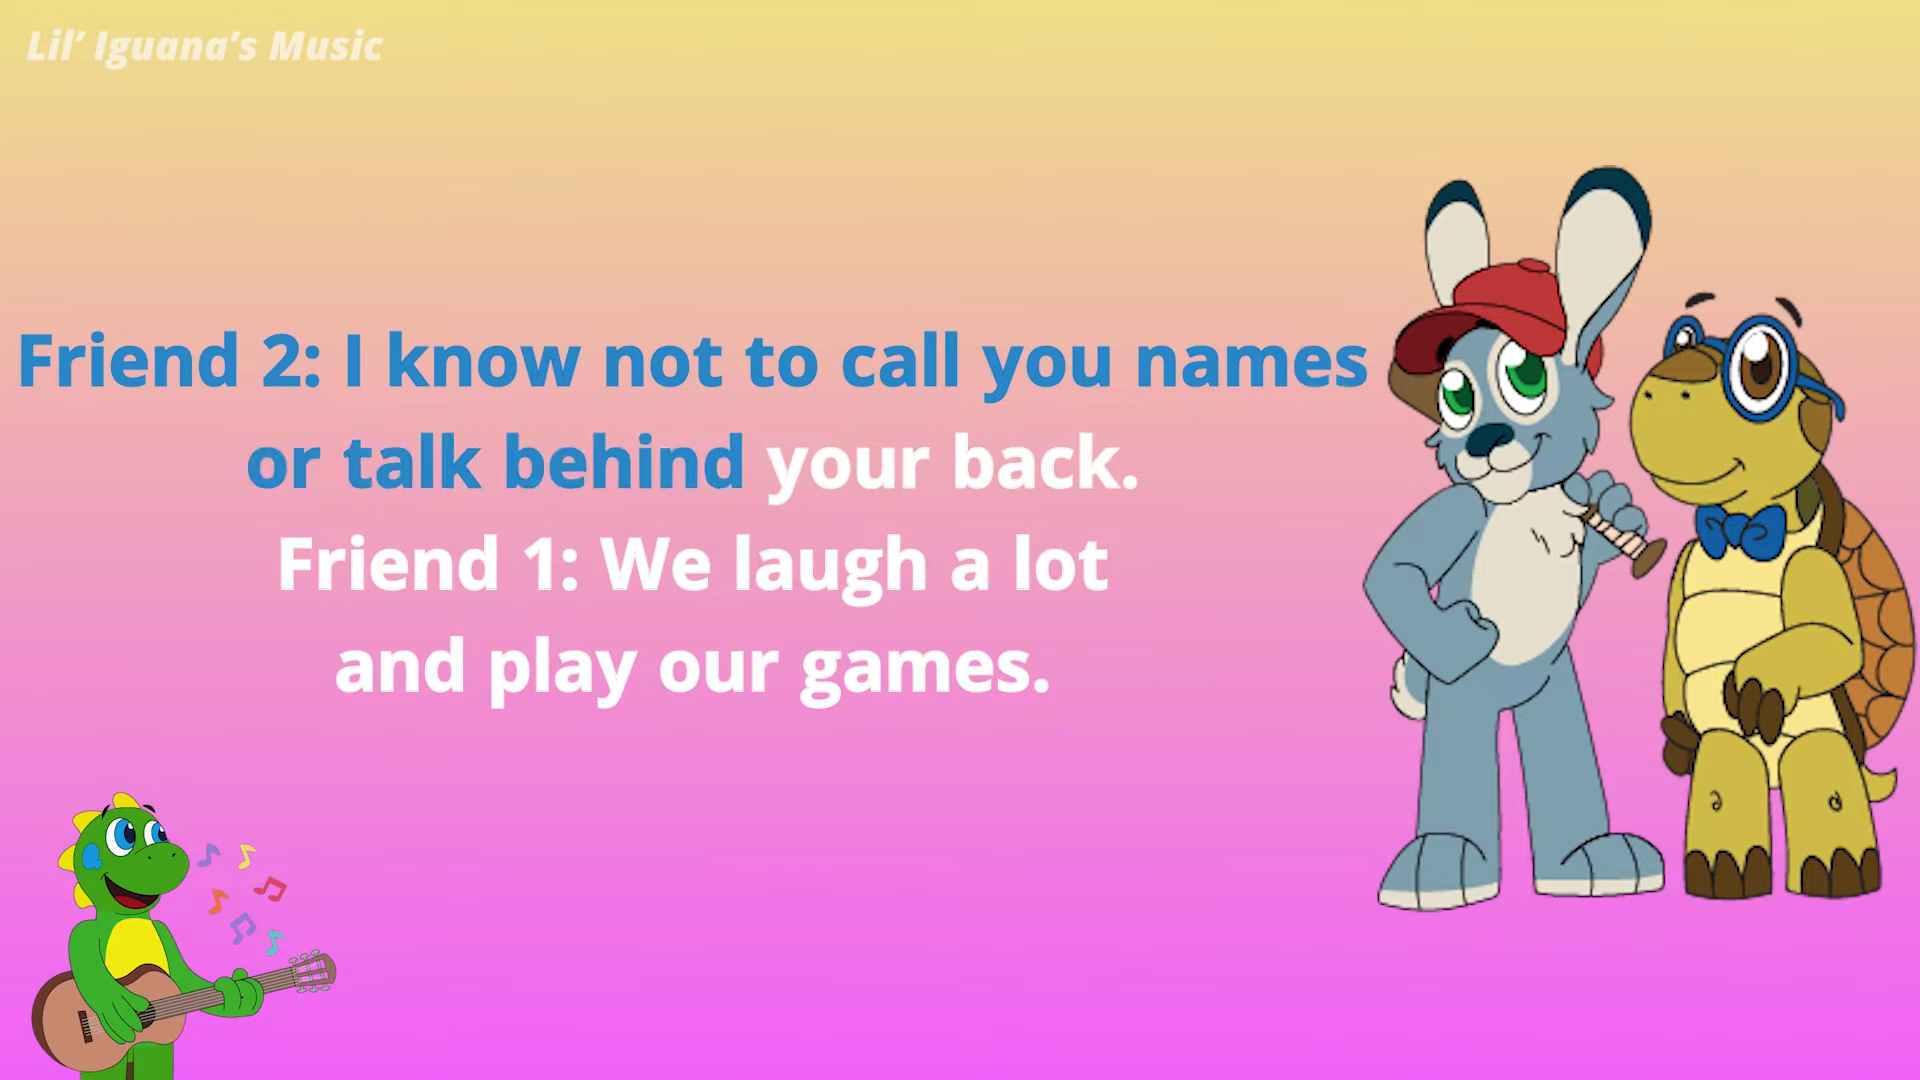 Lil’ Iguana’s Music
Friend 2: I know not to call you names
or talk behind your back.
Friend 1: We laugh a lot
and play our games.